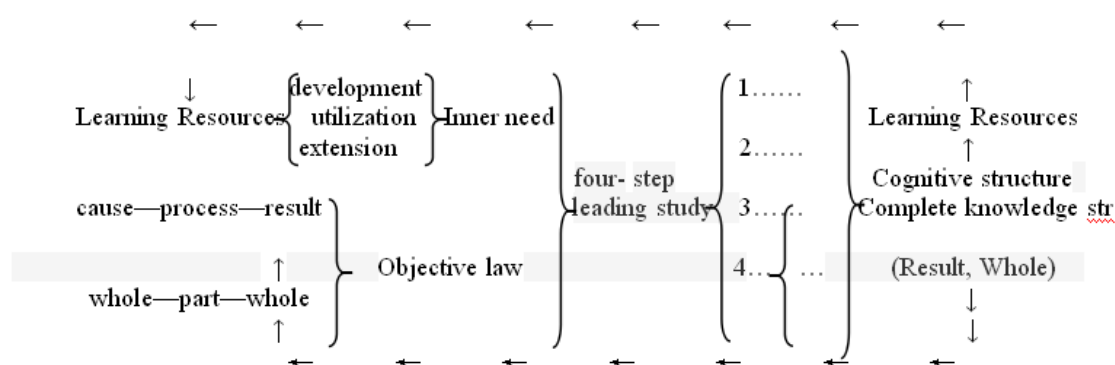 ← ← ← ← ← ← ← ←
↓ development 1…… ↑
Learning Resources utilization Inner need Learning Resources
extension 2…… ↑
four- step Cognitive structure
cause—process—result leading study 3…… Complete knowledge str
↑ Objective law 4… … (Result, Whole)
whole—part—whole ↓
↑ ↓
← ← ← ← ← ← ←